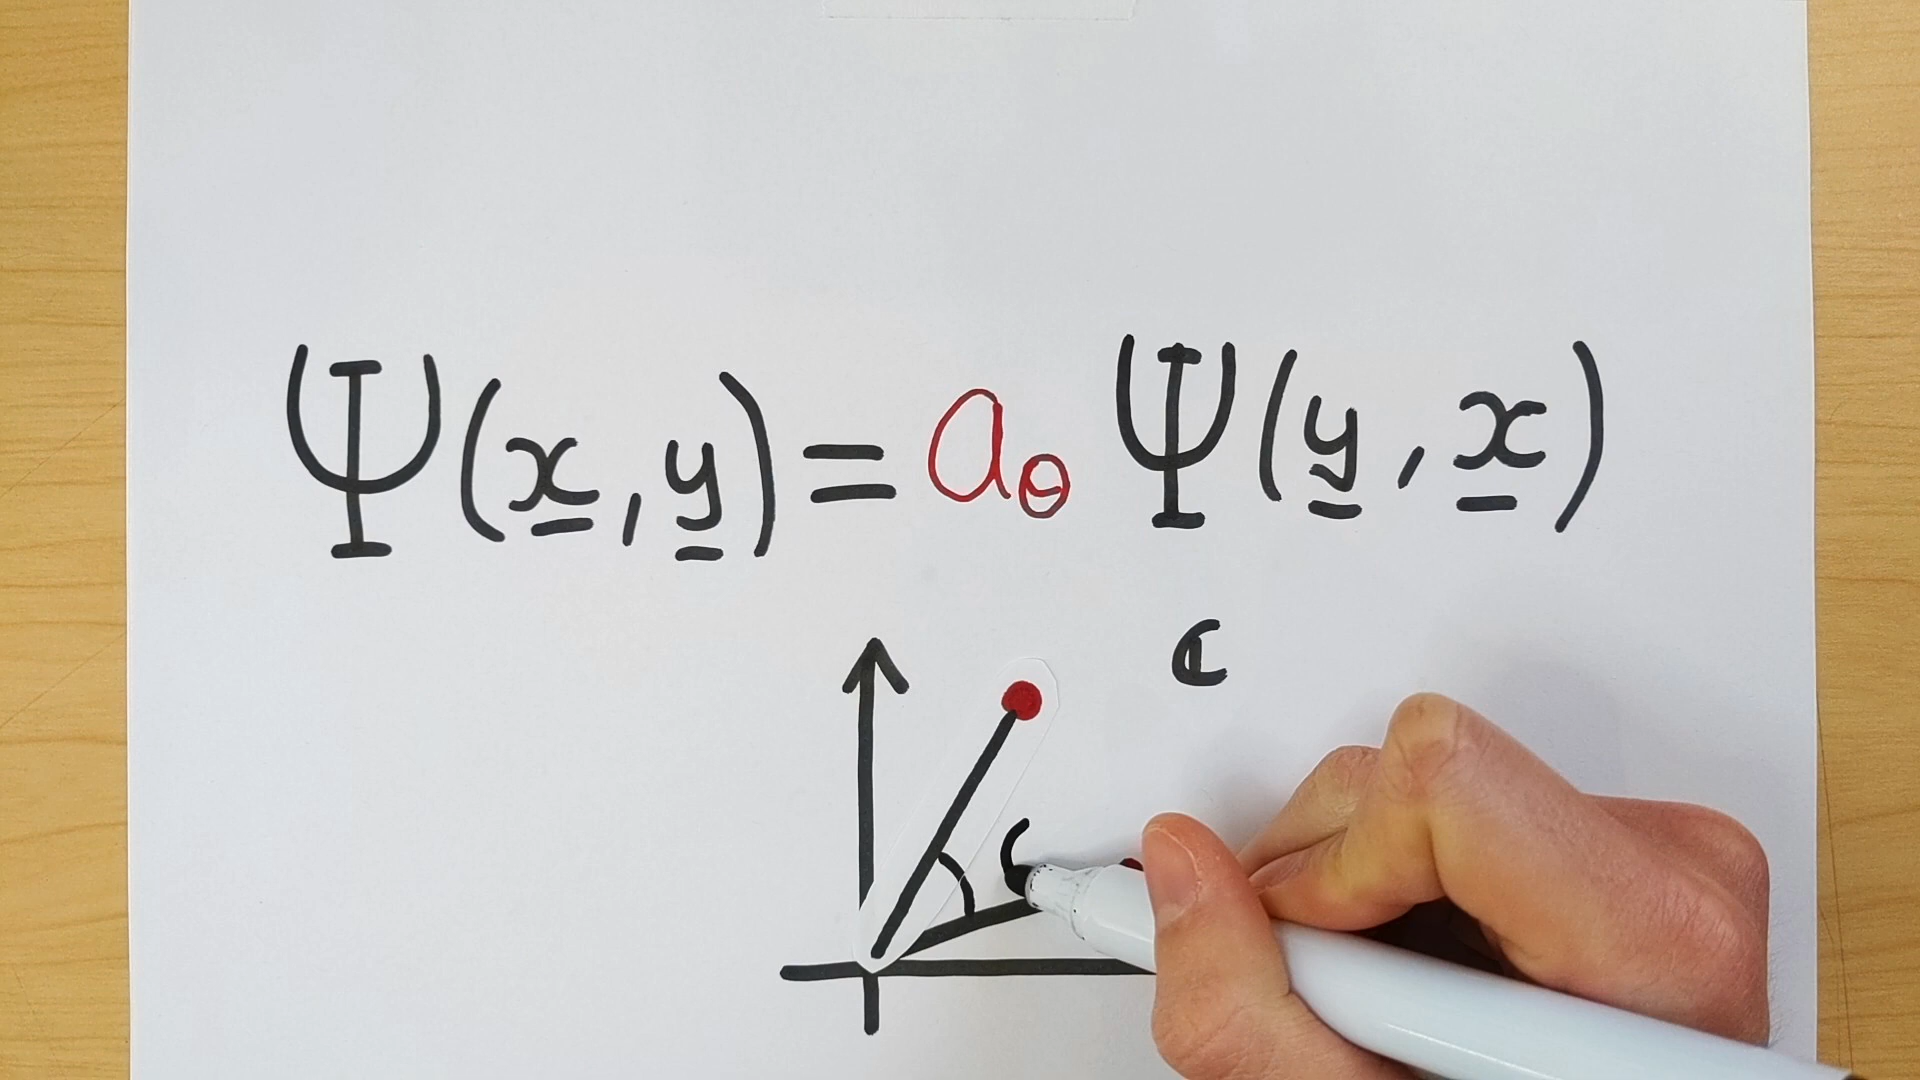 Ψ(x̲, y̲) = a_θ Ψ(y̲, x̲)
ℂ